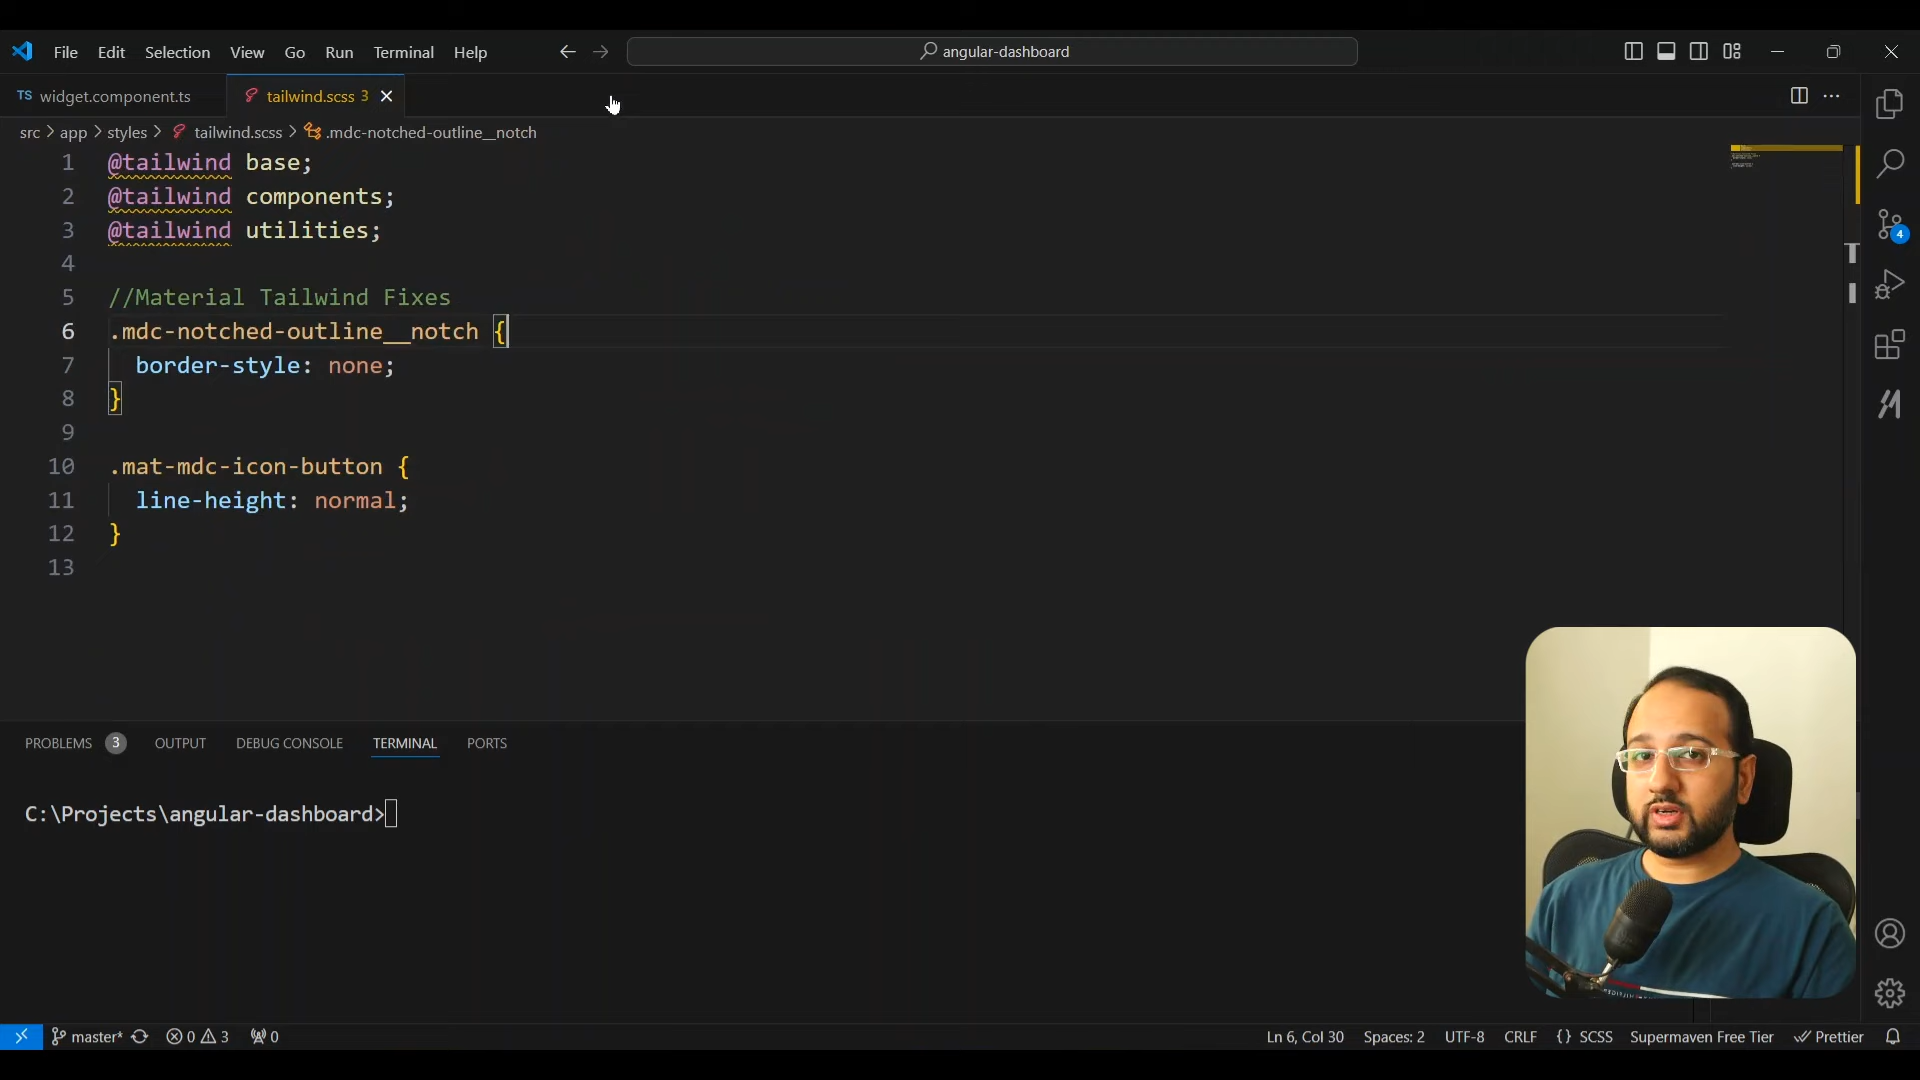 File Edit Selection View Go Run Terminal Help
angular-dashboard
TS widget.component.ts
tailwind.scss 3
src > app > styles > tailwind.scss > .mdc-notched-outline__notch
1 @tailwind base;
2 @tailwind components;
3 @tailwind utilities;
4
5 //Material Tailwind Fixes
6 .mdc-notched-outline__notch {
7 border-style: none;
8 }
9
10 .mat-mdc-icon-button {
11 line-height: normal;
12 }
13
4
PROBLEMS 3 OUTPUT DEBUG CONSOLE TERMINAL PORTS
C:\Projects\angular-dashboard>
master* 0 3 0 Ln 6, Col 30 Spaces: 2 UTF-8 CRLF {} SCSS Supermaven Free Tier Prettier